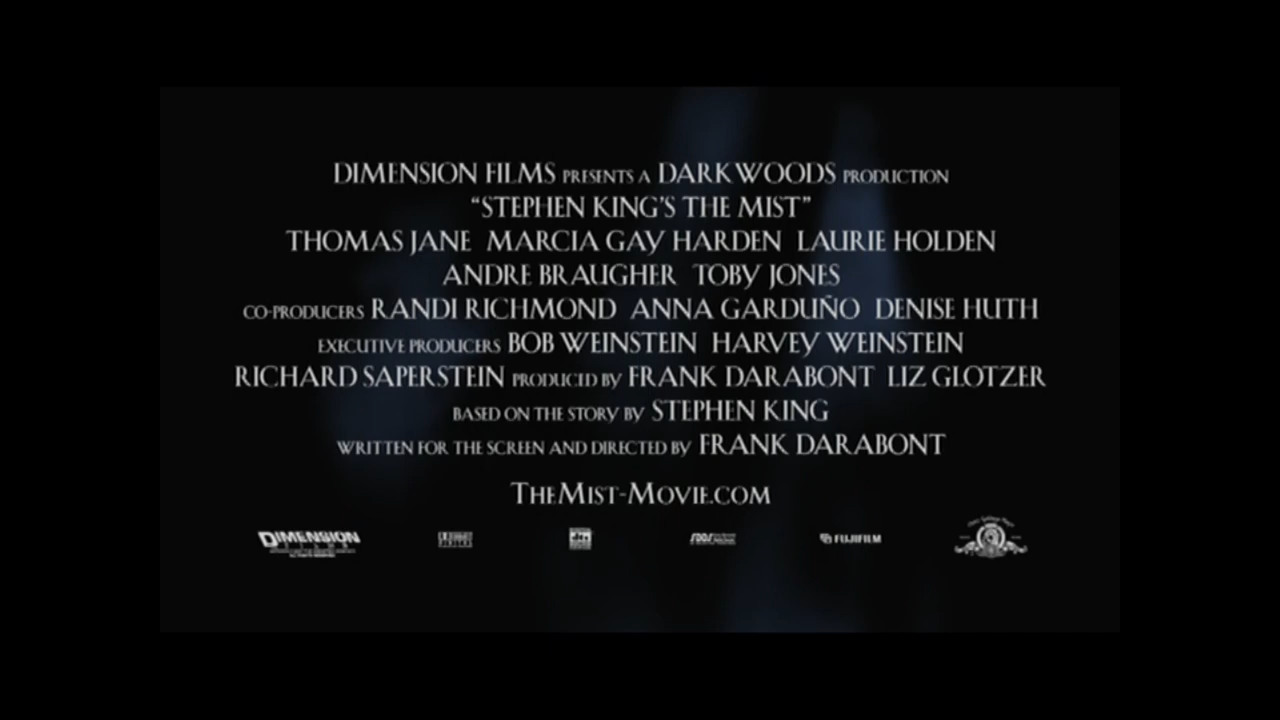 DIMENSION FILMS PRESENTS A DARKWOODS PRODUCTION
“STEPHEN KING’S THE MIST”
THOMAS JANE MARCIA GAY HARDEN LAURIE HOLDEN
ANDRE BRAUGHER TOBY JONES
CO-PRODUCERS RANDI RICHMOND ANNA GARDUÑO DENISE HUTH
EXECUTIVE PRODUCERS BOB WEINSTEIN HARVEY WEINSTEIN
RICHARD SAPERSTEIN PRODUCED BY FRANK DARABONT LIZ GLOTZER
BASED ON THE STORY BY STEPHEN KING
WRITTEN FOR THE SCREEN AND DIRECTED BY FRANK DARABONT
THEMIST-MOVIE.COM
DIMENSION FILMS dts SDDS FUJIFILM